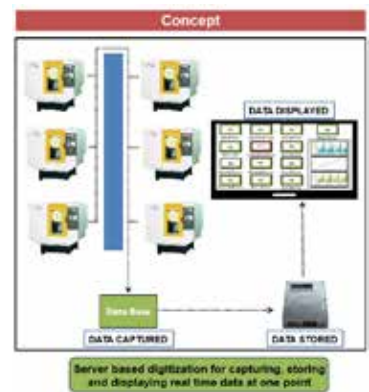 Concept
DATA DISPLAYED
Data Base
DATA CAPTURED
DATA STORED
Server based digitization for capturing, storing
and displaying real time data at one point